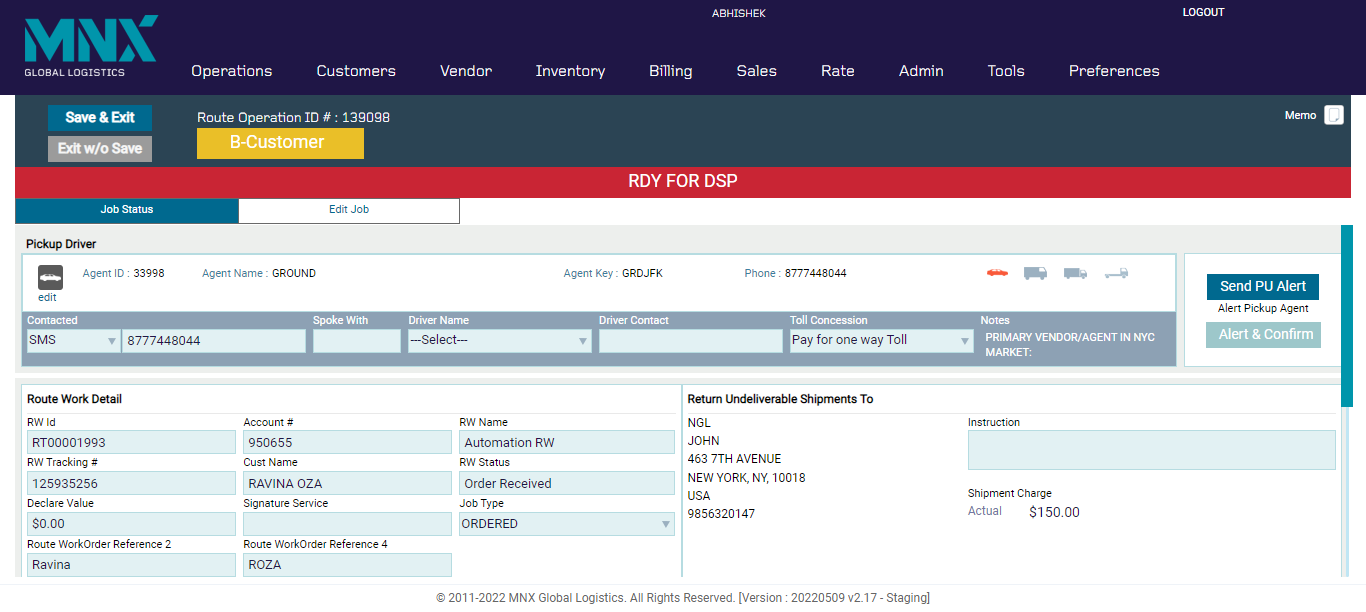 ABHISHEK
LOGOUT
MNX
GLOBAL LOGISTICS
Operations Customers Vendor Inventory Billing Sales Rate Admin Tools Preferences
Save & Exit
Route Operation ID # : 139098
Memo
Exit w/o Save
B-Customer
RDY FOR DSP
Job Status
Edit Job
Pickup Driver
Agent ID : 33998 Agent Name : GROUND Agent Key : GRDJFK Phone : 8777448044
edit
Send PU Alert
Alert Pickup Agent
Alert & Confirm
Contacted Spoke With Driver Name Driver Contact Toll Concession Notes
SMS 8777448044 ---Select--- Pay for one way Toll PRIMARY VENDOR/AGENT IN NYC
MARKET:
Route Work Detail
RW Id Account # RW Name
RT00001993 950655 Automation RW
RW Tracking # Cust Name RW Status
125935256 RAVINA OZA Order Received
Declare Value Signature Service Job Type
$0.00 ORDERED
Route WorkOrder Reference 2 Route WorkOrder Reference 4
Ravina ROZA
Return Undeliverable Shipments To
NGL
JOHN
463 7TH AVENUE
NEW YORK, NY, 10018
USA
9856320147
Instruction
Shipment Charge
Actual $150.00
© 2011-2022 MNX Global Logistics. All Rights Reserved. [Version : 20220509 v2.17 - Staging]